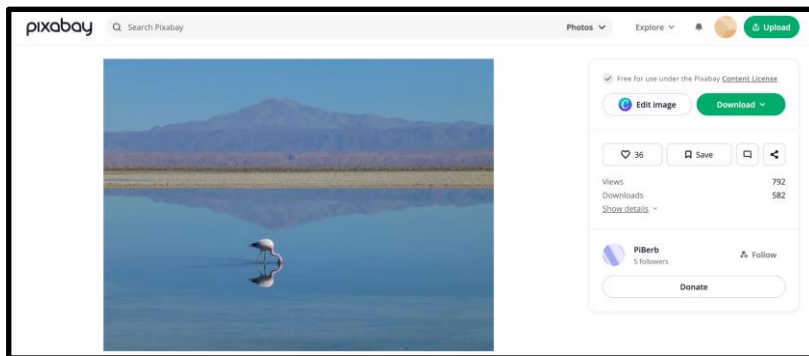 pixabay Search Pixabay Photos Explore Upload
Free for use under the Pixabay Content License
Edit image Download
36 Save
Views 792
Downloads 582
Show details
PiBerb
5 followers
Follow
Donate